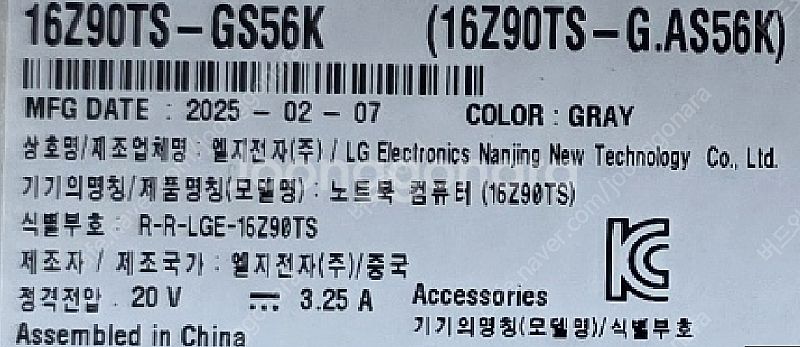 16Z90TS-GS56K (16Z90TS-G.AS56K)
MFG DATE : 2025 - 02 - 07 COLOR : GRAY
상호명/제조업체명 : 엘지전자(주) / LG Electronics Nanjing New Technology Co., Ltd.
기기의명칭/제품명칭(모델명) : 노트북 컴퓨터 (16Z90TS)
식별부호 : R-R-LGE-16Z90TS
제조자 / 제조국가 : 엘지전자(주)/중국
정격전압 . 20 V ⎓ 3.25 A Accessories
기기의명칭(모델명)/식별부호
Assembled in China